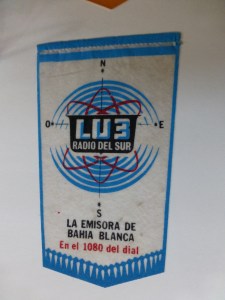 N
LU3
RADIO DEL SUR
O E
S
LA EMISORA DE
BAHIA BLANCA
En el 1080 del dial